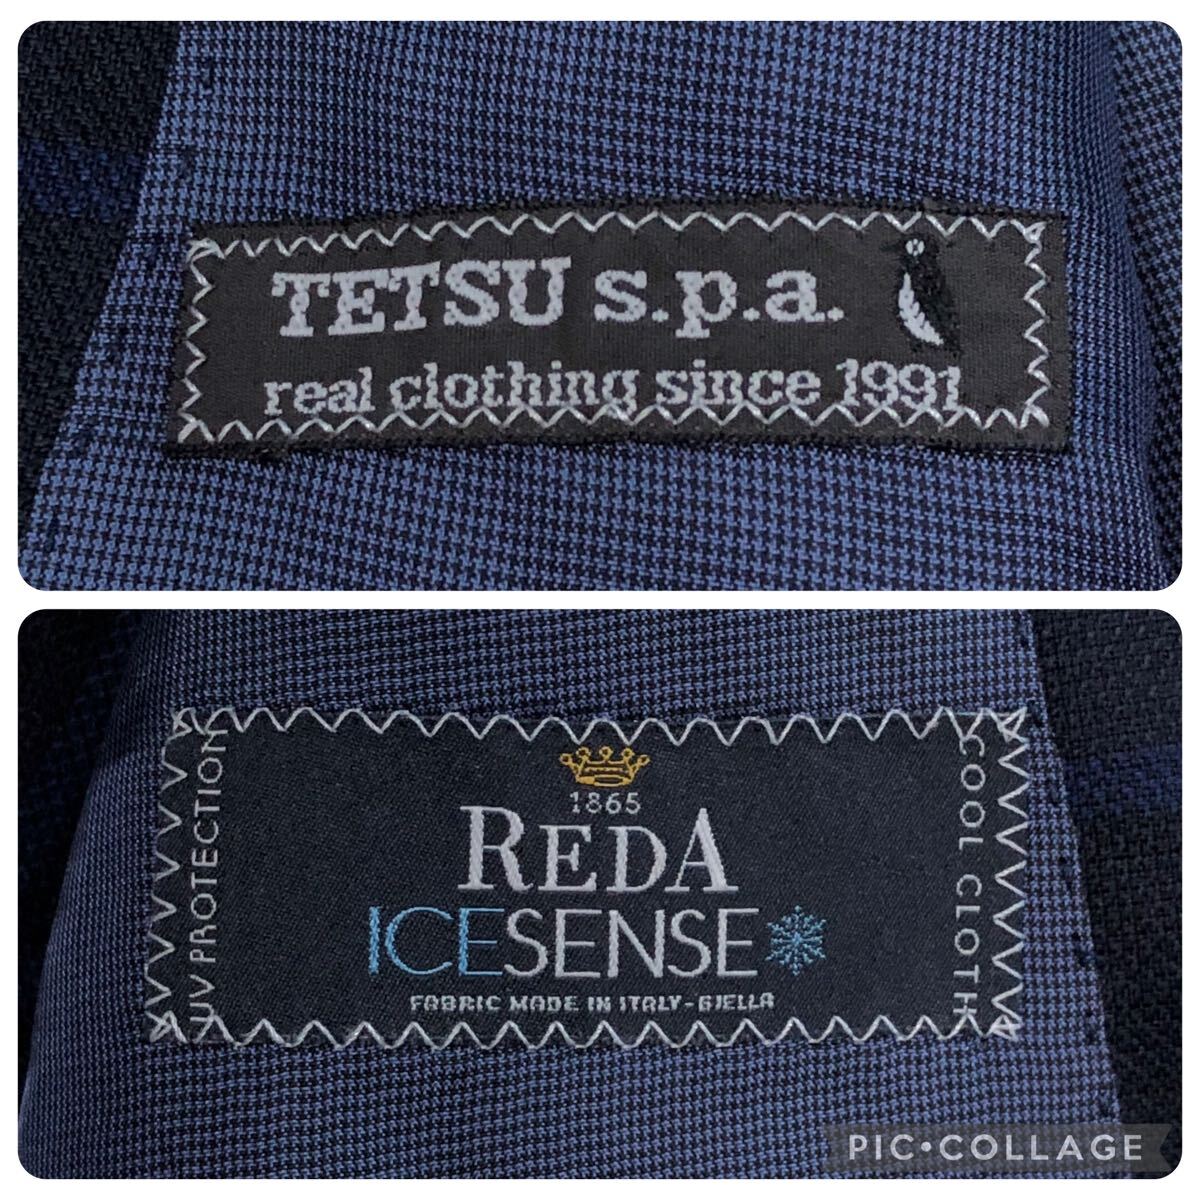 TETSU s.p.a.
real clothing since 1991
UV PROTECTION
1865
REDA
ICESENSE
FABRIC MADE IN ITALY-BIELLA
COOL CLOTH
PIC•COLLAGE